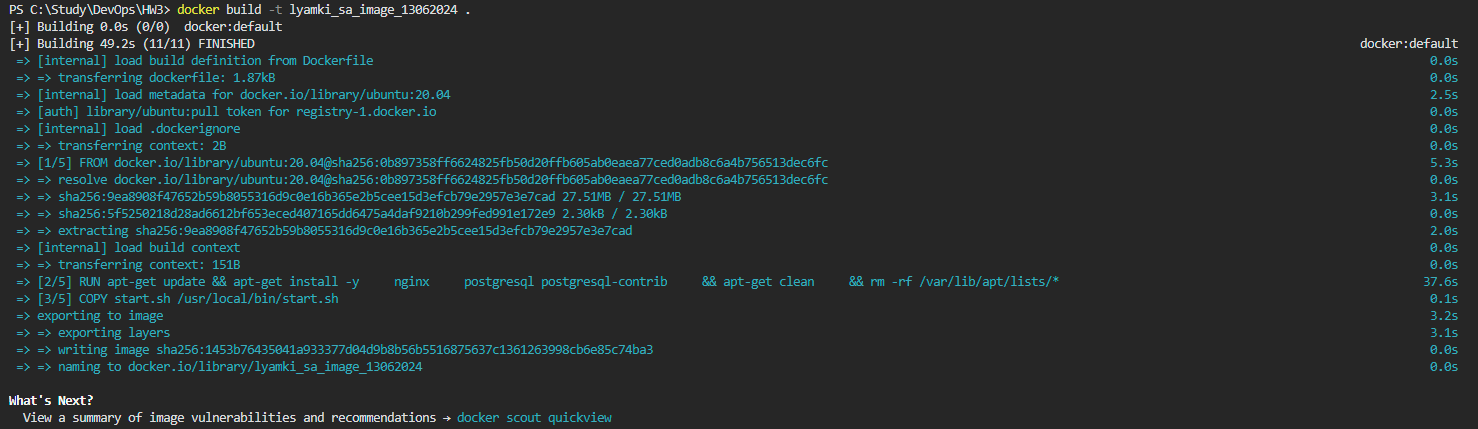 PS C:\Study\DevOps\HW3> docker build -t lyamki_sa_image_13062024 .
[+] Building 0.0s (0/0)  docker:default
[+] Building 49.2s (11/11) FINISHED docker:default
=> [internal] load build definition from Dockerfile 0.0s
=> => transferring dockerfile: 1.87kB 0.0s
=> [internal] load metadata for docker.io/library/ubuntu:20.04 2.5s
=> [auth] library/ubuntu:pull token for registry-1.docker.io 0.0s
=> [internal] load .dockerignore 0.0s
=> => transferring context: 2B 0.0s
=> [1/5] FROM docker.io/library/ubuntu:20.04@sha256:0b897358ff6624825fb50d20ffb605ab0eaea77ced0adb8c6a4b756513dec6fc 5.3s
=> => resolve docker.io/library/ubuntu:20.04@sha256:0b897358ff6624825fb50d20ffb605ab0eaea77ced0adb8c6a4b756513dec6fc 0.0s
=> => sha256:9ea8908f47652b59b8055316d9c0e16b365e2b5cee15d3efcb79e2957e3e7cad 27.51MB / 27.51MB 3.1s
=> => sha256:5f5250218d28ad6612bf653eced407165dd6475a4daf9210b299fed991e172e9 2.30kB / 2.30kB 0.0s
=> => extracting sha256:9ea8908f47652b59b8055316d9c0e16b365e2b5cee15d3efcb79e2957e3e7cad 2.0s
=> [internal] load build context 0.0s
=> => transferring context: 151B 0.0s
=> [2/5] RUN apt-get update && apt-get install -y     nginx     postgresql postgresql-contrib     && apt-get clean     && rm -rf /var/lib/apt/lists/* 37.6s
=> [3/5] COPY start.sh /usr/local/bin/start.sh 0.1s
=> exporting to image 3.2s
=> => exporting layers 3.1s
=> => writing image sha256:1453b76435041a933377d04d9b8b56b5516875637c1361263998cb6e85c74ba3 0.0s
=> => naming to docker.io/library/lyamki_sa_image_13062024 0.0s
What's Next?
View a summary of image vulnerabilities and recommendations → docker scout quickview